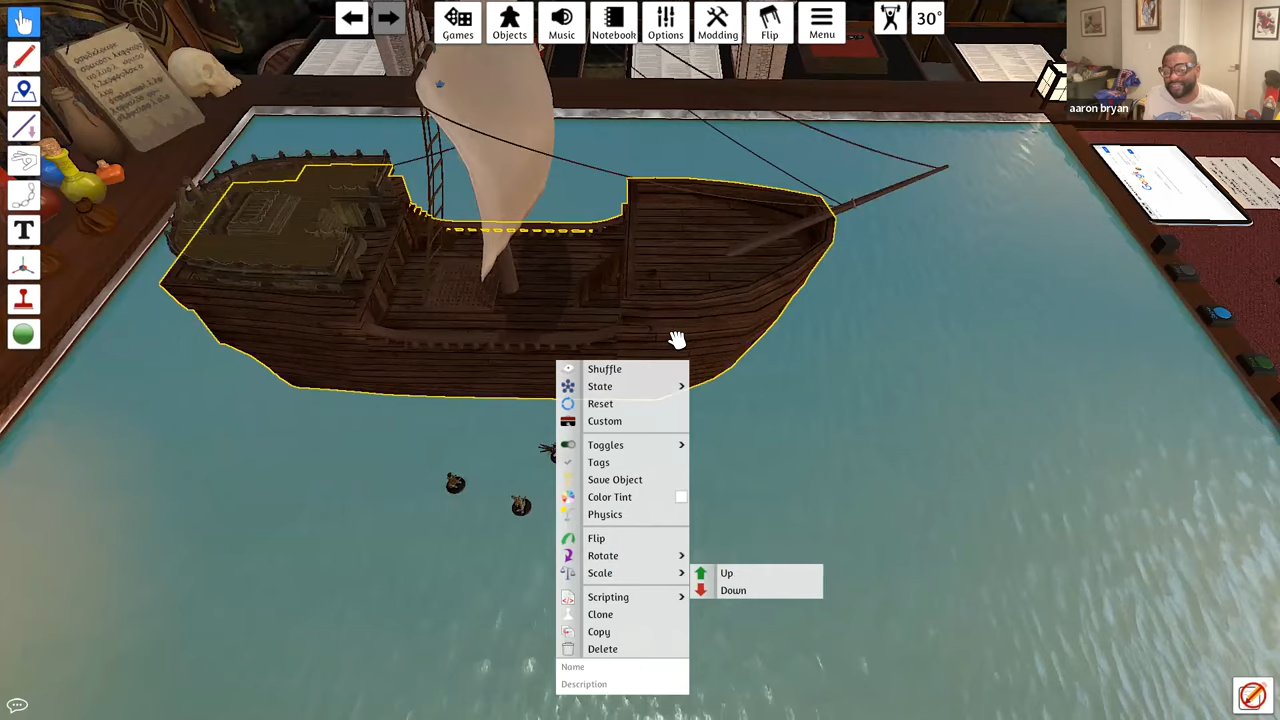 Games
Objects
Music
Notebook
Options
Modding
Flip
Menu
30°
aaron bryan
Shuffle
State
Reset
Custom
Toggles
Tags
Save Object
Color Tint
Physics
Flip
Rotate
Scale
Up
Down
Scripting
Clone
Copy
Delete
Name
Description
T